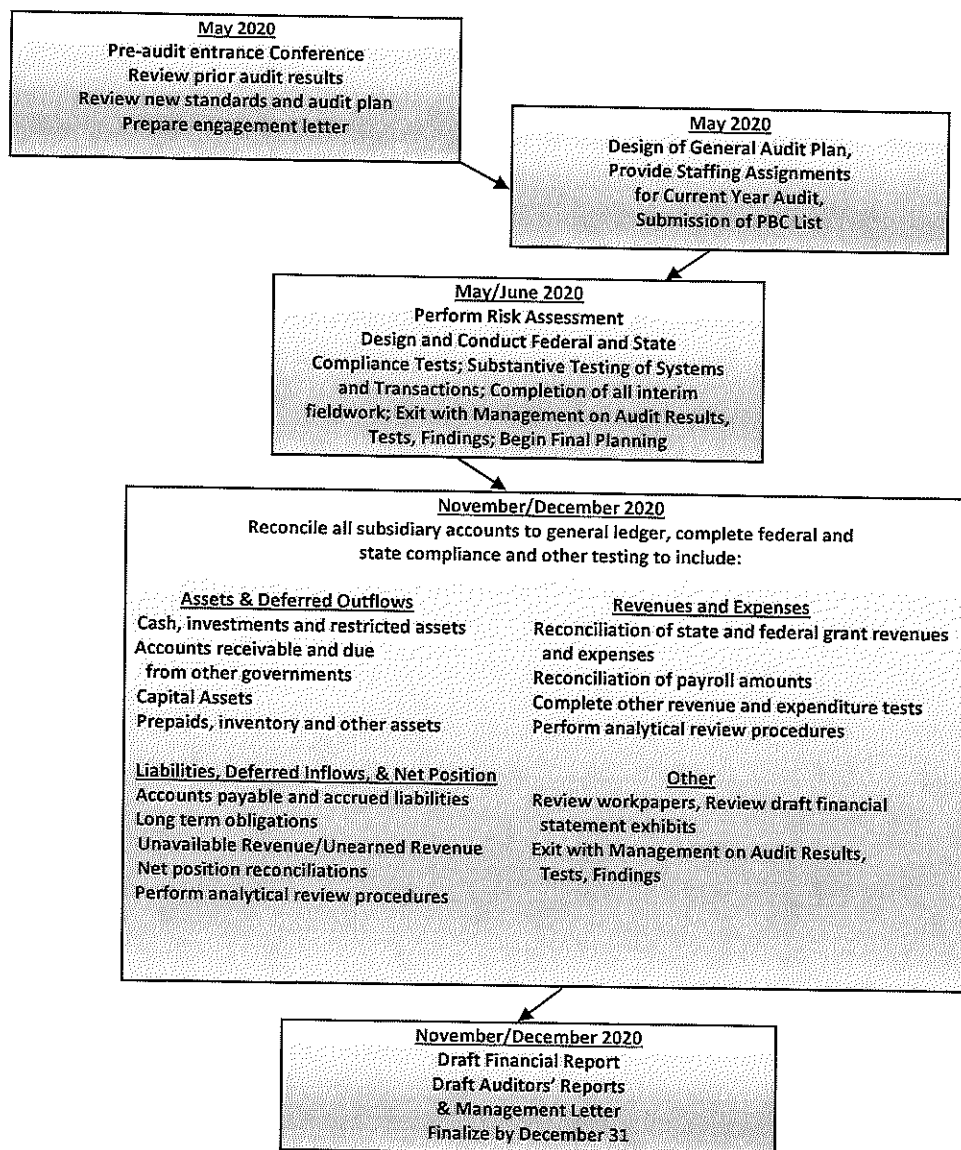 May 2020
Pre-audit entrance Conference
Review prior audit results
Review new standards and audit plan
Prepare engagement letter
May 2020
Design of General Audit Plan,
Provide Staffing Assignments
for Current Year Audit,
Submission of PBC List
May/June 2020
Perform Risk Assessment
Design and Conduct Federal and State
Compliance Tests; Substantive Testing of Systems
and Transactions; Completion of all interim
fieldwork; Exit with Management on Audit Results,
Tests, Findings; Begin Final Planning
November/December 2020
Reconcile all subsidiary accounts to general ledger, complete federal and
state compliance and other testing to include:
Assets & Deferred Outflows
Cash, investments and restricted assets
Accounts receivable and due
from other governments
Capital Assets
Prepaids, inventory and other assets
Revenues and Expenses
Reconciliation of state and federal grant revenues
and expenses
Reconciliation of payroll amounts
Complete other revenue and expenditure tests
Perform analytical review procedures
Liabilities, Deferred Inflows, & Net Position
Accounts payable and accrued liabilities
Long term obligations
Unavailable Revenue/Unearned Revenue
Net position reconciliations
Perform analytical review procedures
Other
Review workpapers, Review draft financial
statement exhibits
Exit with Management on Audit Results,
Tests, Findings
November/December 2020
Draft Financial Report
Draft Auditors' Reports
& Management Letter
Finalize by December 31